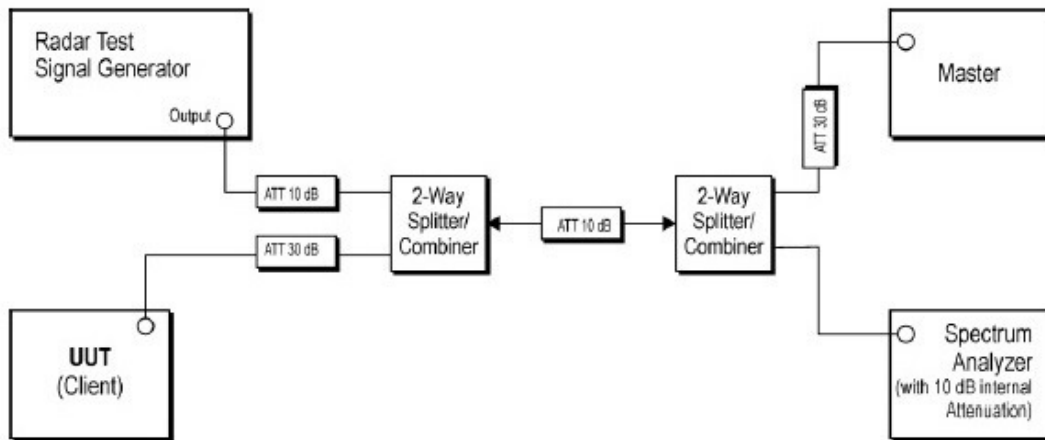 Radar Test
Signal Generator
Output
ATT 10 dB
ATT 30 dB
UUT
(Client)
2-Way
Splitter/
Combiner
ATT 10 dB
2-Way
Splitter/
Combiner
ATT 30 dB
Master
Spectrum
Analyzer
(with 10 dB internal
Attenuation)